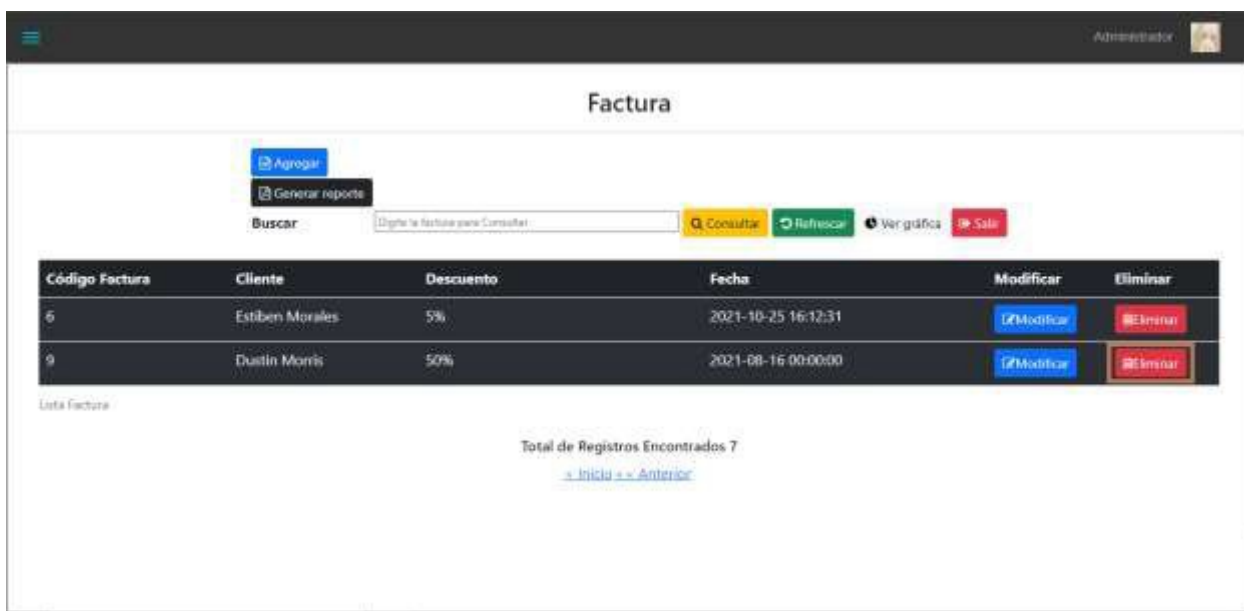 Administrador
Factura
Agregar
Generar reporte
Buscar Digite la factura para Consultar Consultar Refrescar Ver gráfica Salir
Código Factura Cliente Descuento Fecha Modificar Eliminar
6 Estiben Morales 5% 2021-10-25 16:12:31 Modificar Eliminar
9 Dustin Morris 50% 2021-08-16 00:00:00 Modificar Eliminar
Lista Factura
Total de Registros Encontrados 7
« Inicio « « Anterior